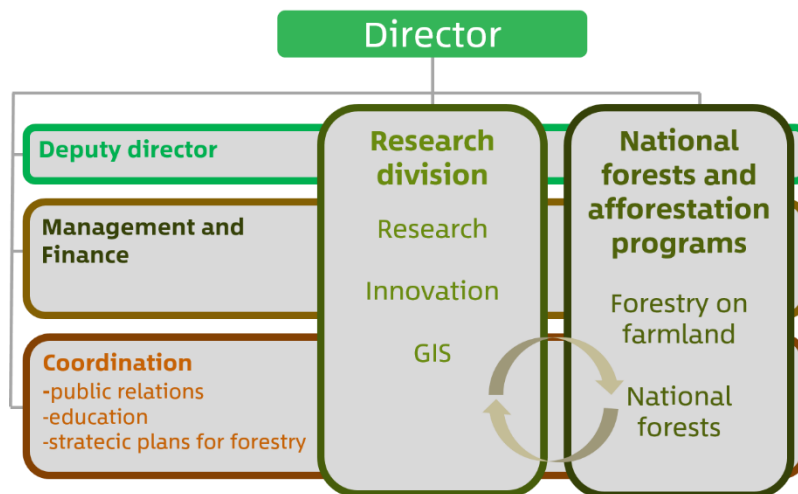 Director
Deputy director
Management and
Finance
Coordination
-public relations
-education
-stratecic plans for forestry
Research
division
Research
Innovation
GIS
National
forests and
afforestation
programs
Forestry on
farmland
National
forests